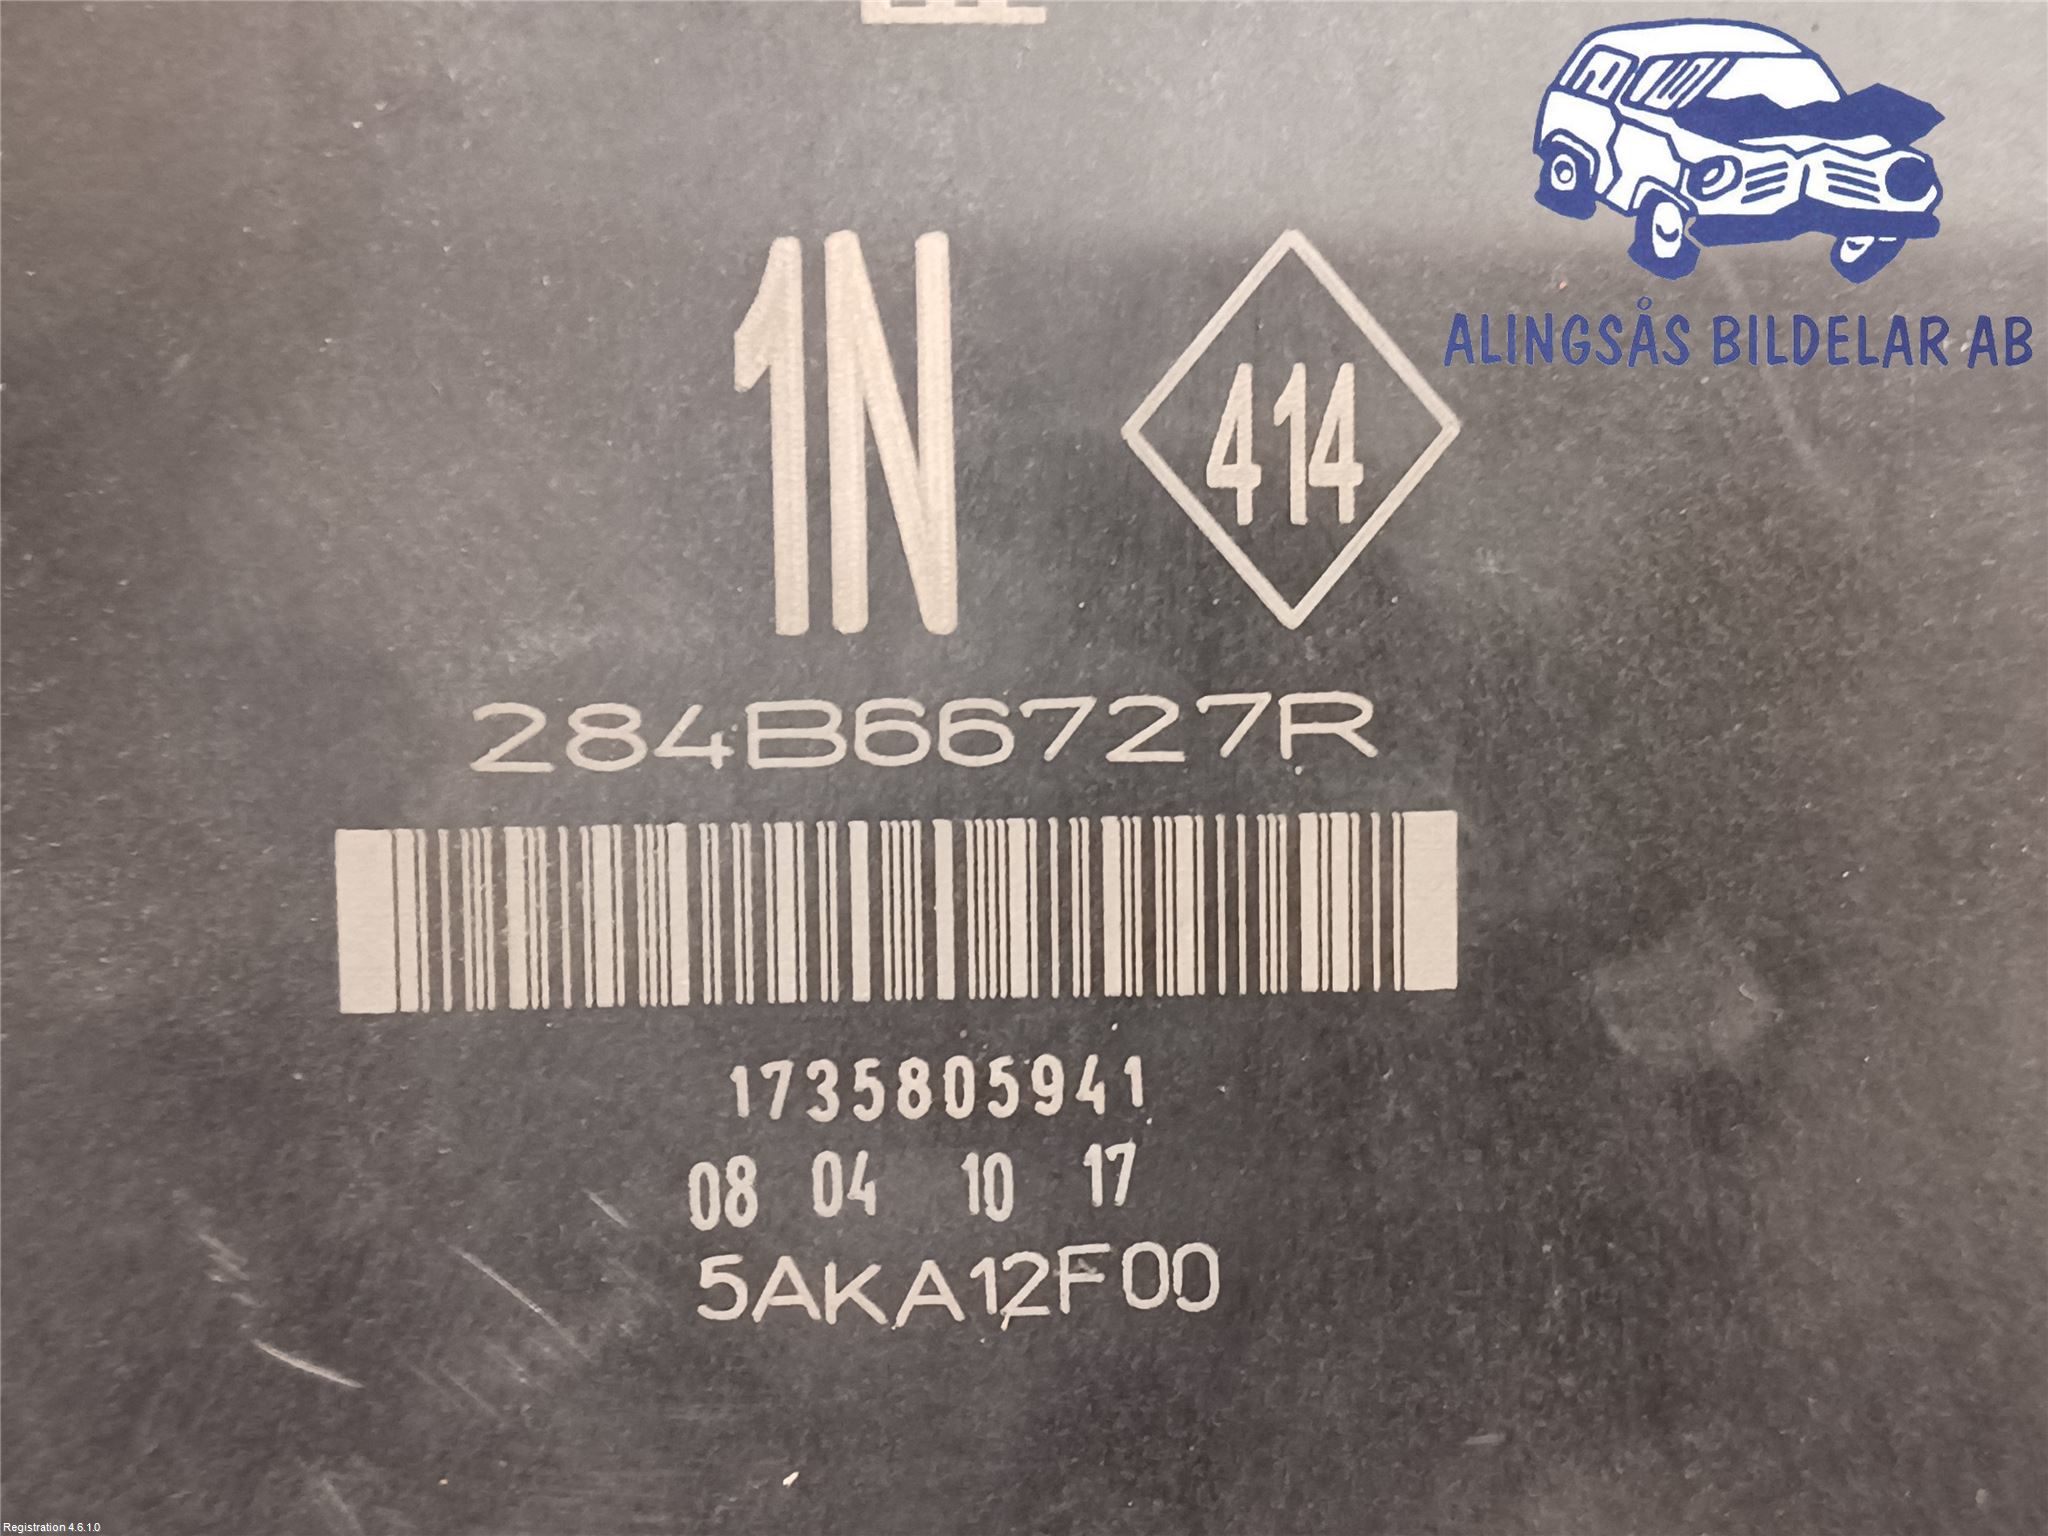 ALINGSÅS BILDELAR AB
1N
414
284B66727R
1735805941
08 04 10 17
5AKA12F00
Registration 4.6.1.0